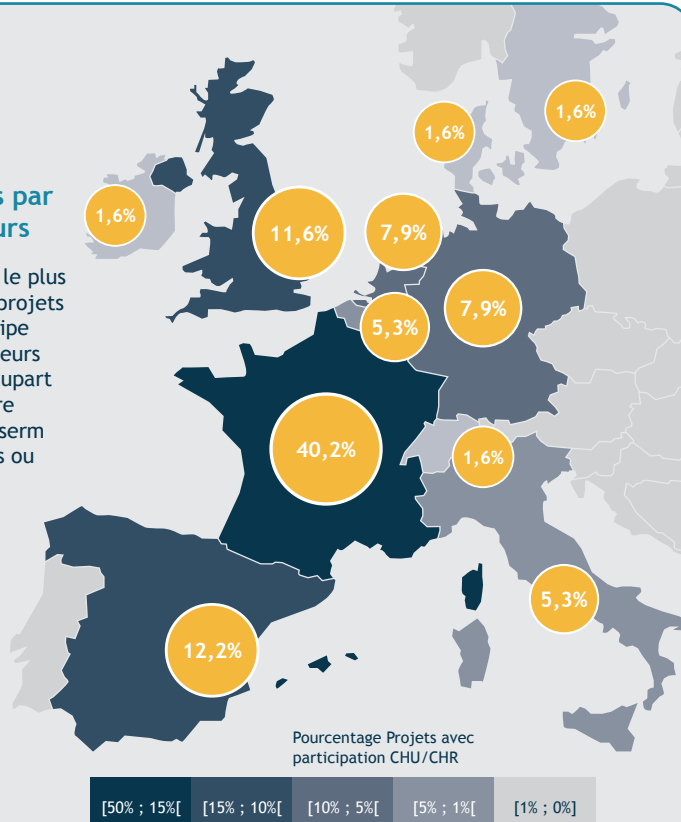 s par
urs
le plus
projets
ipe
eurs
upart
re
serm
s ou
1,6%
1,6%
1,6%
11,6%
7,9%
7,9%
5,3%
40,2%
1,6%
5,3%
12,2%
Pourcentage Projets avec
participation CHU/CHR
[50% ; 15%[ [15% ; 10%[ [10% ; 5%[ [5% ; 1%[ [1% ; 0%]